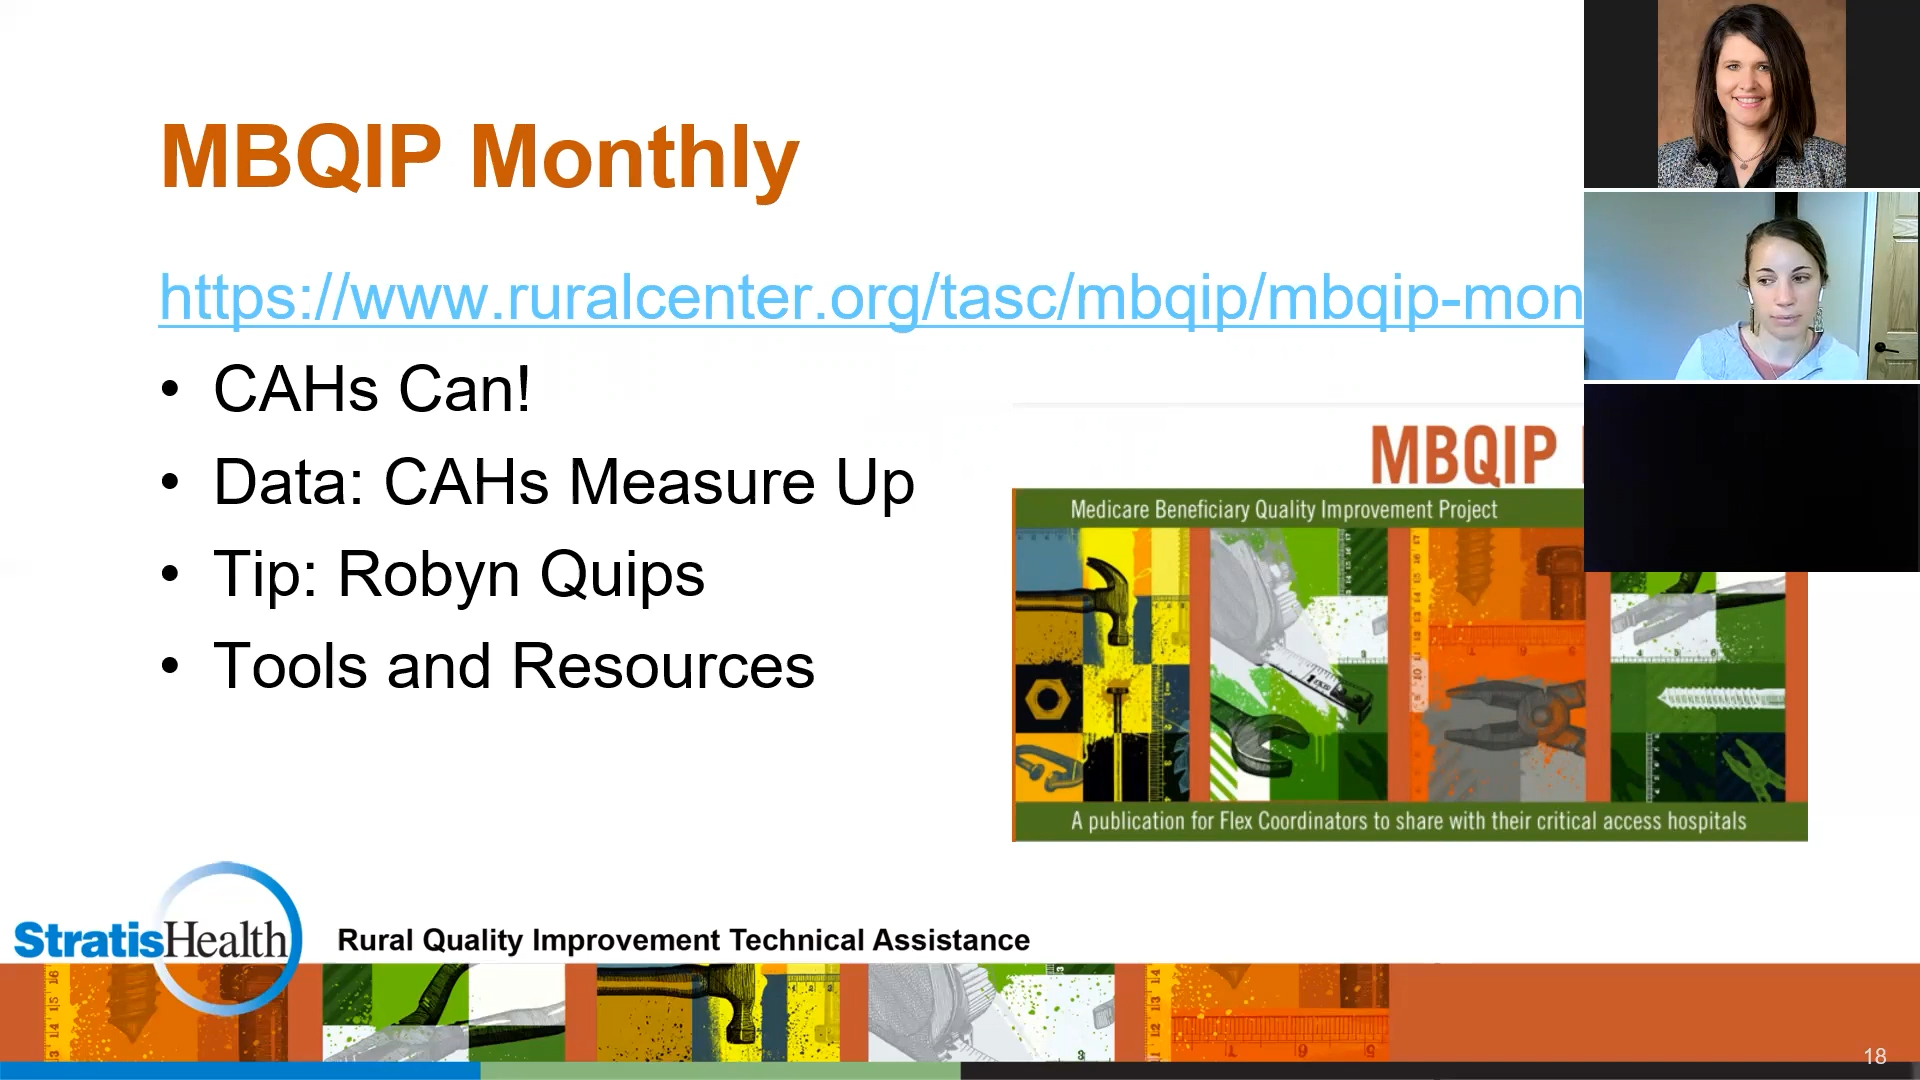 MBQIP Monthly
https://www.ruralcenter.org/tasc/mbqip/mbqip-mon
• CAHs Can!
• Data: CAHs Measure Up
• Tip: Robyn Quips
• Tools and Resources
MBQIP
Medicare Beneficiary Quality Improvement Project
A publication for Flex Coordinators to share with their critical access hospitals
StratisHealth
Rural Quality Improvement Technical Assistance
18